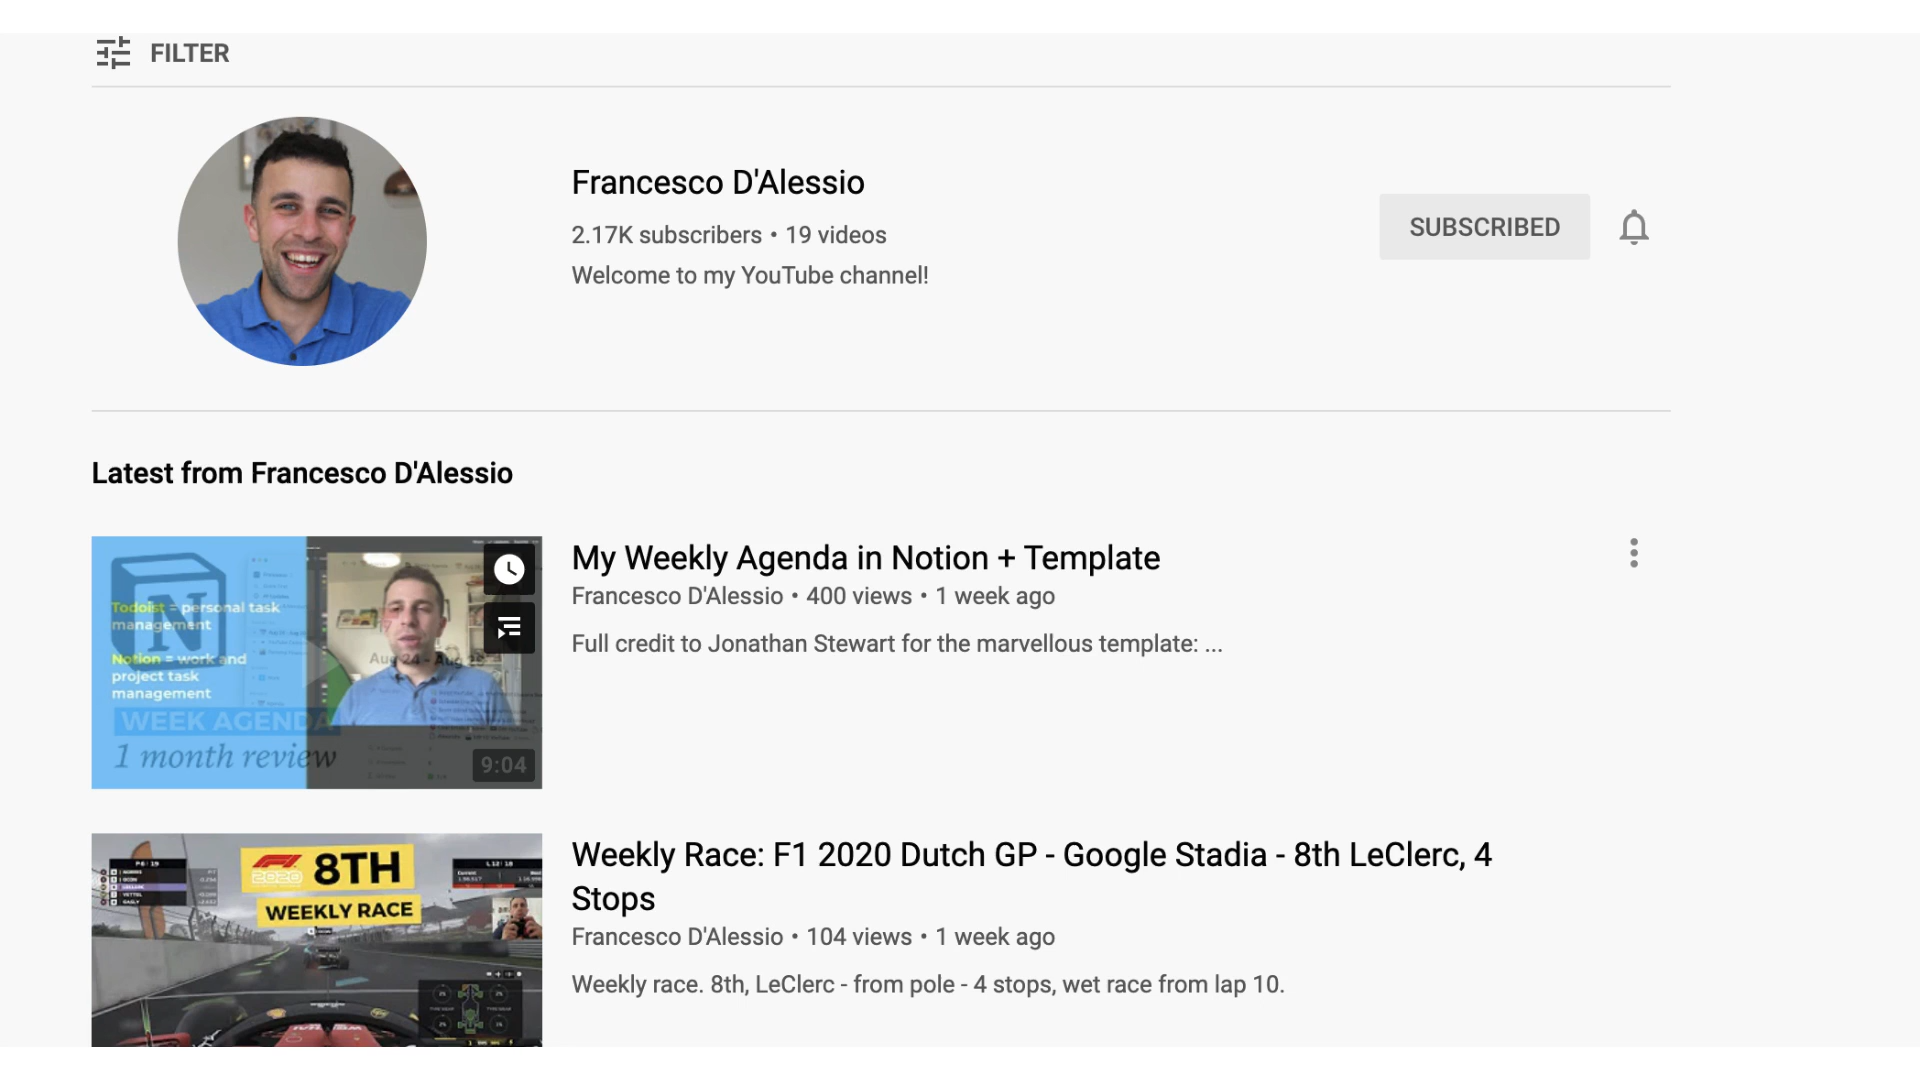 FILTER
Francesco D'Alessio
2.17K subscribers • 19 videos
Welcome to my YouTube channel!
SUBSCRIBED
Latest from Francesco D'Alessio
Todoist = personal task
management
Notion = work and
project task
management
WEEK AGENDA
1 month review
Aug 24 - Aug
9:04
My Weekly Agenda in Notion + Template
Francesco D'Alessio • 400 views • 1 week ago
Full credit to Jonathan Stewart for the marvellous template: ...
2020
8TH
WEEKLY RACE
Weekly Race: F1 2020 Dutch GP - Google Stadia - 8th LeClerc, 4
Stops
Francesco D'Alessio • 104 views • 1 week ago
Weekly race. 8th, LeClerc - from pole - 4 stops, wet race from lap 10.